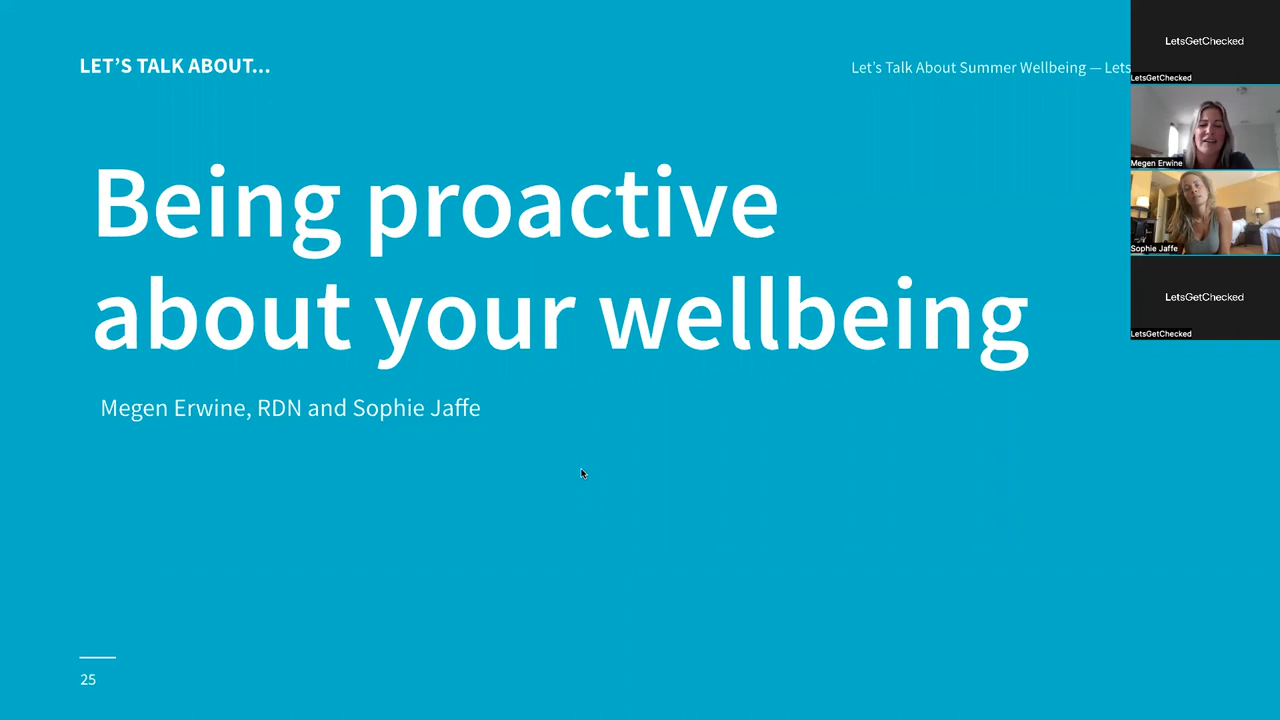 LET’S TALK ABOUT...
Let's Talk About Summer Wellbeing — Lets
Being proactive
about your wellbeing
Megen Erwine, RDN and Sophie Jaffe
25
LetsGetChecked
LetsGetChecked
Megen Erwine
Sophie Jaffe
LetsGetChecked
LetsGetChecked